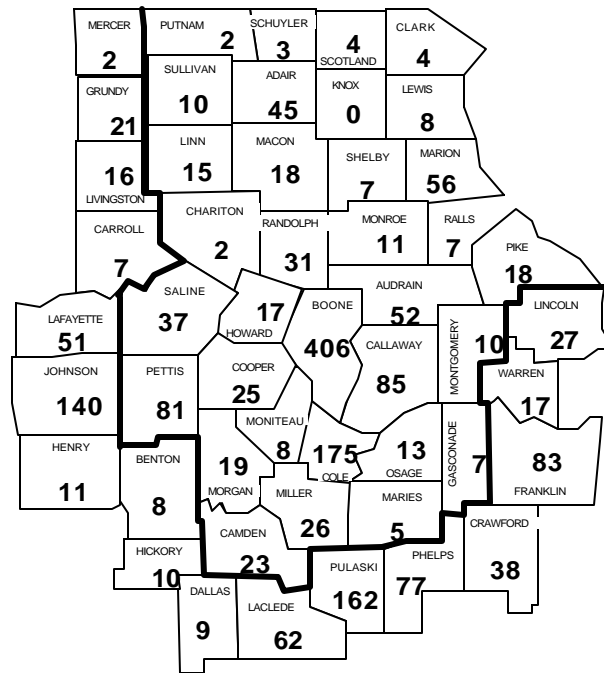 MERCER
2
PUTNAM
2
SCHUYLER
3
4
SCOTLAND
CLARK
4
GRUNDY
21
SULLIVAN
10
ADAIR
45
KNOX
0
LEWIS
8
16
LIVINGSTON
LINN
15
MACON
18
SHELBY
7
MARION
56
CARROLL
7
CHARITON
2
RANDOLPH
31
MONROE
11
RALLS
7
PIKE
18
LAFAYETTE
51
SALINE
37
17
HOWARD
BOONE
406
AUDRAIN
52
CALLAWAY
85
MONTGOMERY
10
LINCOLN
27
WARREN
17
JOHNSON
140
PETTIS
81
COOPER
25
MONITEAU
8
175
COLE
13
OSAGE
GASCONADE
7
83
FRANKLIN
HENRY
11
BENTON
8
19
MORGAN
MILLER
26
MARIES
5
CRAWFORD
38
HICKORY
10
CAMDEN
23
PULASKI
162
PHELPS
77
DALLAS
9
LACLEDE
62